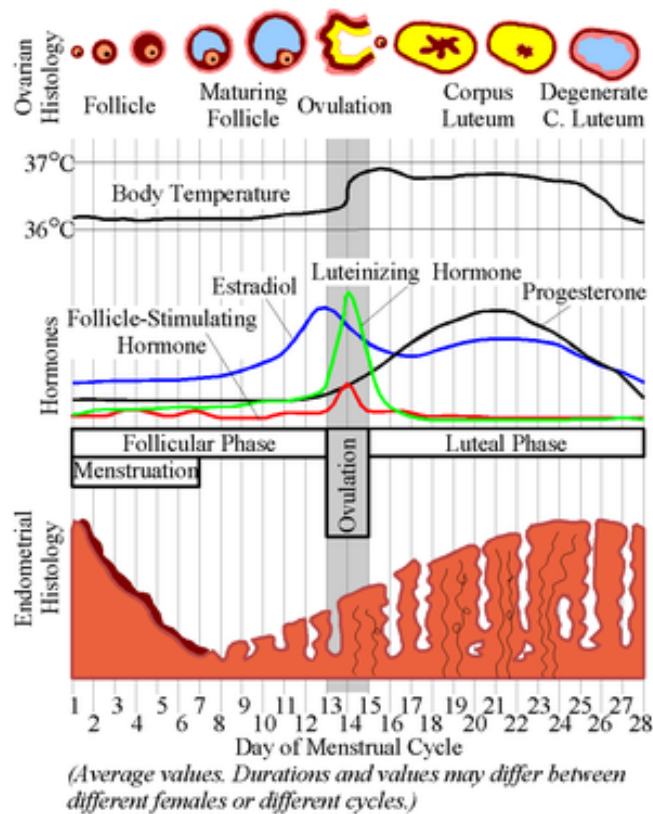 Ovarian
Histology
Follicle
Maturing
Follicle
Ovulation
Corpus
Luteum
Degenerate
C. Luteum
37°C
Body Temperature
36°C
Hormones
Estradiol
Luteinizing Hormone
Follicle-Stimulating
Hormone
Progesterone
Follicular Phase
Luteal Phase
Menstruation
Ovulation
Endometrial
Histology
1 3 5 7 9 11 13 15 17 19 21 23 25 27
2 4 6 8 10 12 14 16 18 20 22 24 26 28
Day of Menstrual Cycle
(Average values. Durations and values may differ between
different females or different cycles.)